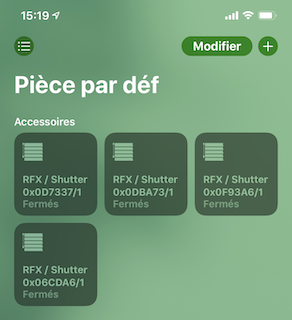 15:19
Modifier
Pièce par déf
Accessoires
RFX / Shutter
0x0D7337/1
Fermés
RFX / Shutter
0x0DBA73/1
Fermés
RFX / Shutter
0x0F93A6/1
Fermés
RFX / Shutter
0x06CDA6/1
Fermés